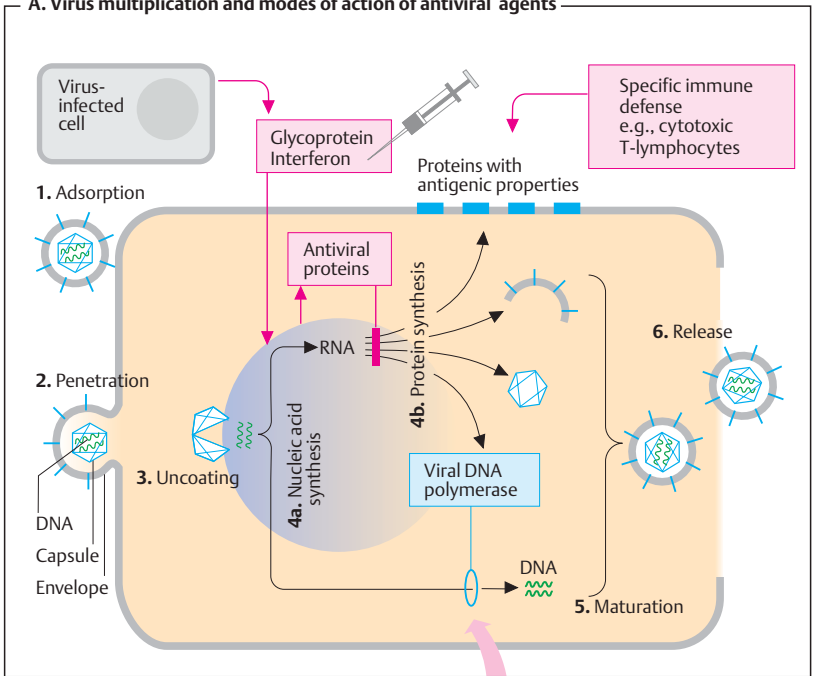 A. Virus multiplication and modes of action of antiviral agents
Virus-
infected
cell
Glycoprotein
Interferon
Specific immune
defense
e.g., cytotoxic
T-lymphocytes
Proteins with
antigenic properties
1. Adsorption
Antiviral
proteins
RNA
4b. Protein synthesis
6. Release
2. Penetration
3. Uncoating
4a. Nucleic acid
synthesis
Viral DNA
polymerase
DNA
Capsule
Envelope
DNA
5. Maturation